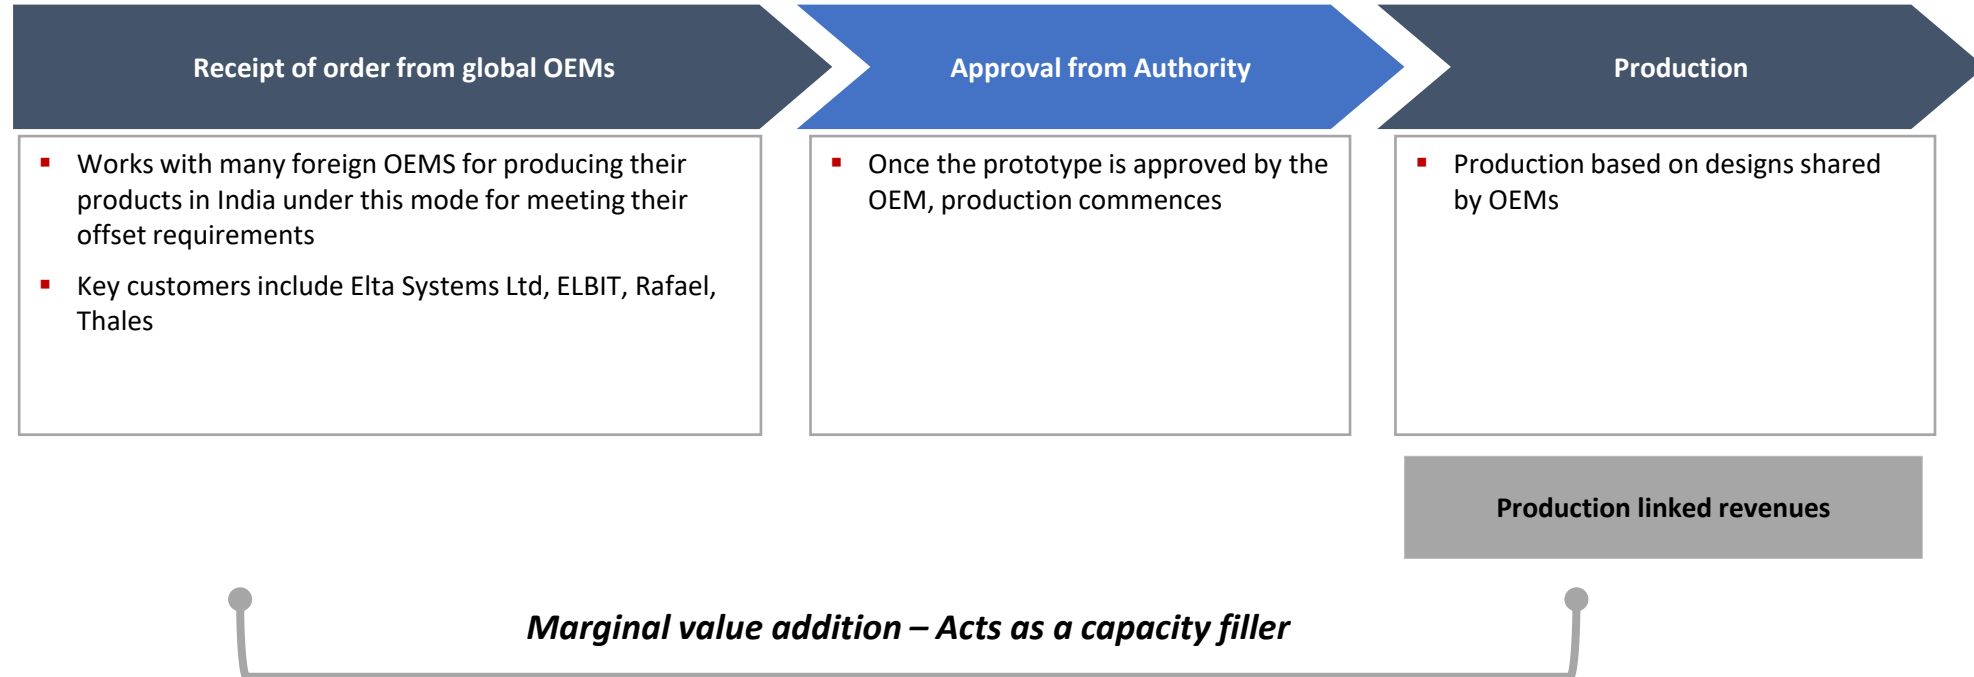 Receipt of order from global OEMs
Approval from Authority
Production
▪ Works with many foreign OEMS for producing their
products in India under this mode for meeting their
offset requirements
▪ Key customers include Elta Systems Ltd, ELBIT, Rafael,
Thales
▪ Once the prototype is approved by the
OEM, production commences
▪ Production based on designs shared
by OEMs
Production linked revenues
Marginal value addition – Acts as a capacity filler